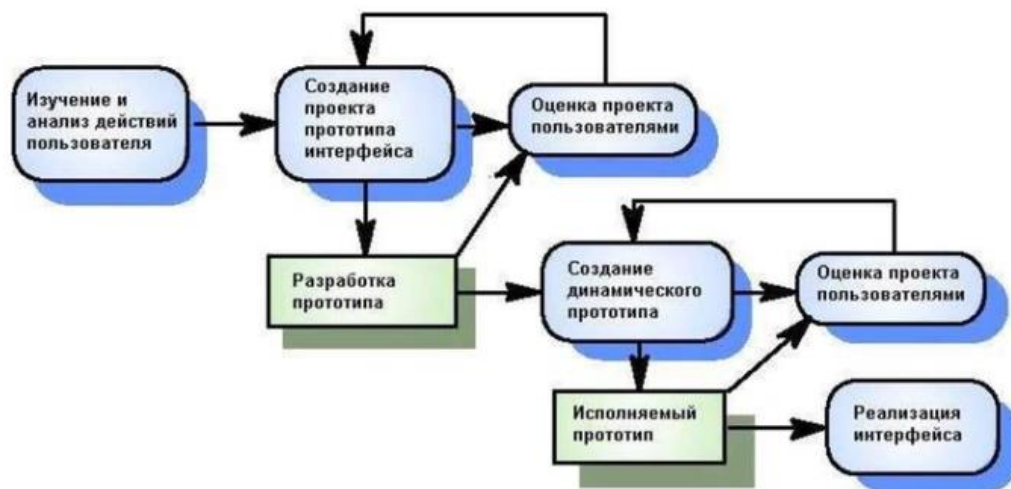 Изучение и
анализ действий
пользователя
Создание
проекта
прототипа
интерфейса
Оценка проекта
пользователями
Разработка
прототипа
Создание
динамического
прототипа
Оценка проекта
пользователями
Исполняемый
прототип
Реализация
интерфейса